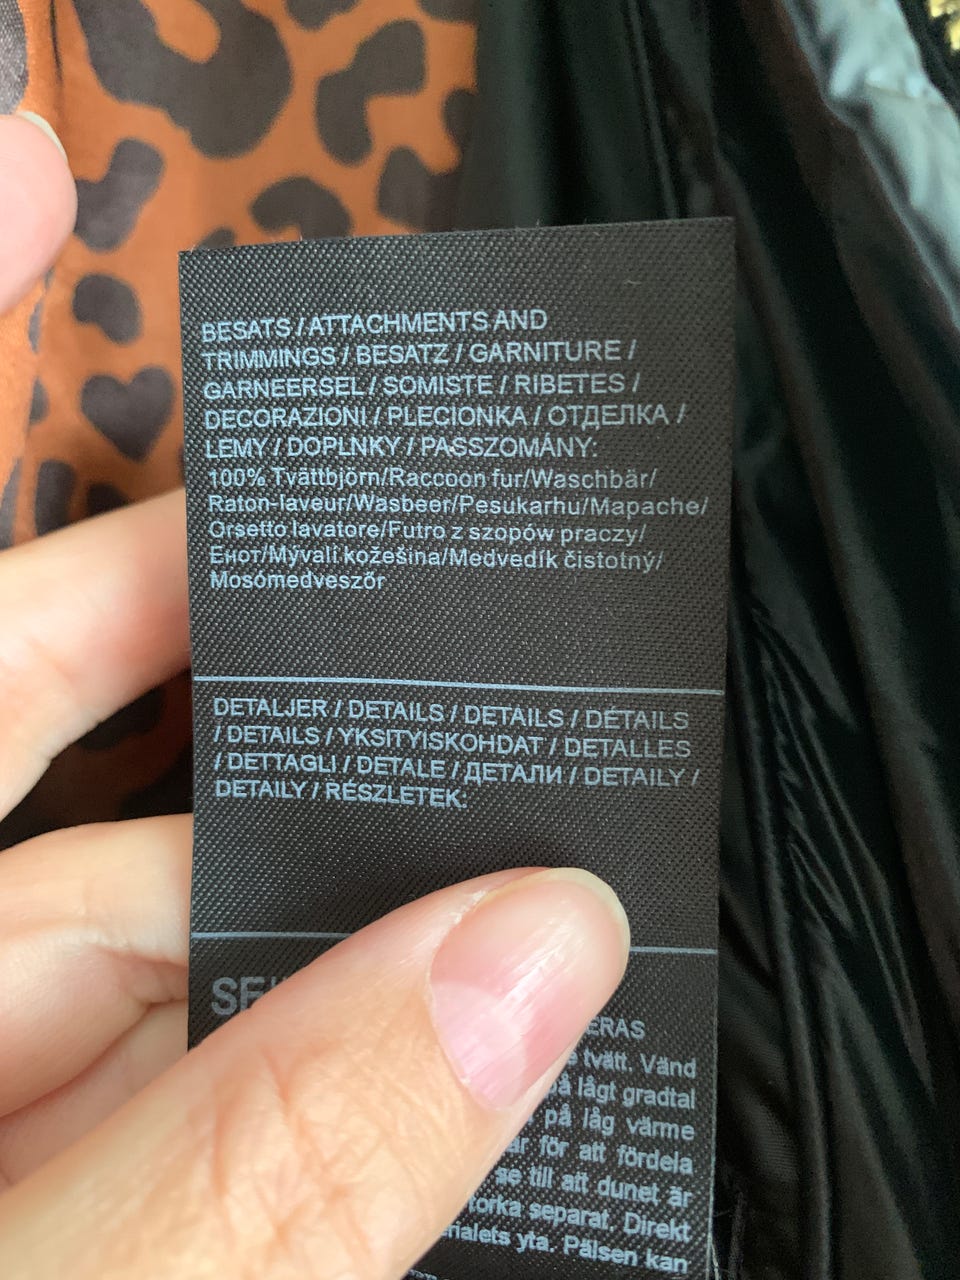 BESATS / ATTACHMENTS AND
TRIMMINGS / BESATZ / GARNITURE /
GARNEERSEL / SOMISTE / RIBETES /
DECORAZIONI / PLECIONKA / ОТДЕЛКА /
LEMY / DOPLNKY / PASSZOMÁNY:
100% Tvättbjörn/Raccoon fur/Waschbär/
Raton-laveur/Wasbeer/Pesukarhu/Mapache/
Orsetto lavatore/Futro z szopów praczy/
Енот/Mývalí kožešina/Medvedík čistotný/
Mosómedveszőr
DETALJER / DETAILS / DETAILS / DÉTAILS
/ DETAILS / YKSITYISKOHDAT / DETALLES
/ DETTAGLI / DETALE / ДЕТАЛИ / DETAILY /
DETAILY / RÉSZLETEK:
tvätt. Vänd
på lågt gradtal
på låg värme
för att fördela
se till att dunet är
torka separat. Direkt
yta. Pälsen kan